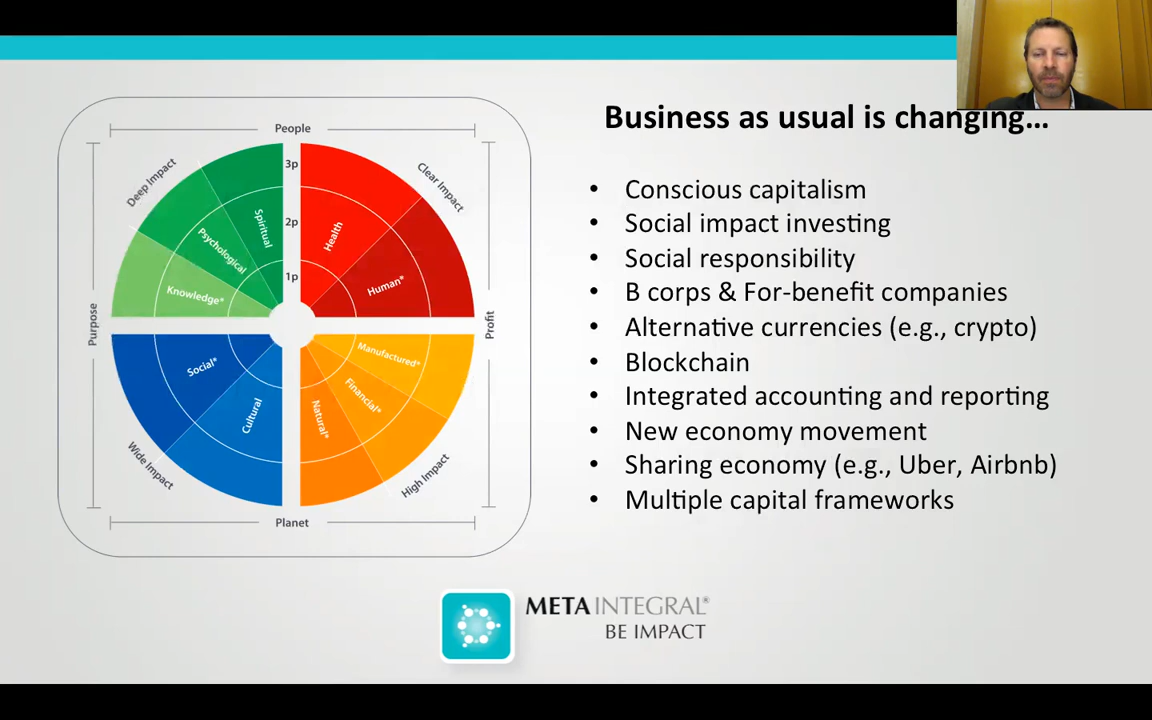 People
3p
2p
1p
Deep Impact
Clear Impact
Spiritual
Psychological
Knowledge*
Health
Human*
Purpose
Profit
Social*
Cultural
Manufactured*
Financial*
Natural*
Wide Impact
High Impact
Planet
Business as usual is changing...
• Conscious capitalism
• Social impact investing
• Social responsibility
• B corps & For-benefit companies
• Alternative currencies (e.g., crypto)
• Blockchain
• Integrated accounting and reporting
• New economy movement
• Sharing economy (e.g., Uber, Airbnb)
• Multiple capital frameworks
METAINTEGRAL®
BE IMPACT